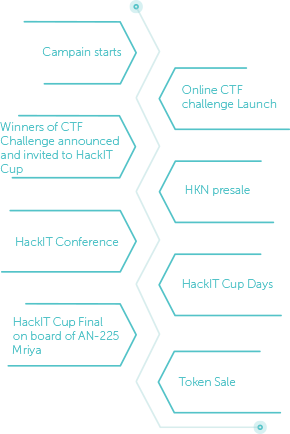 Campain starts
Online CTF
challenge Launch
Winners of CTF
Challenge announced
and invited to HackIT
Cup
HKN presale
HackIT Conference
HackIT Cup Days
HackIT Cup Final
on board of AN-225
Mriya
Token Sale